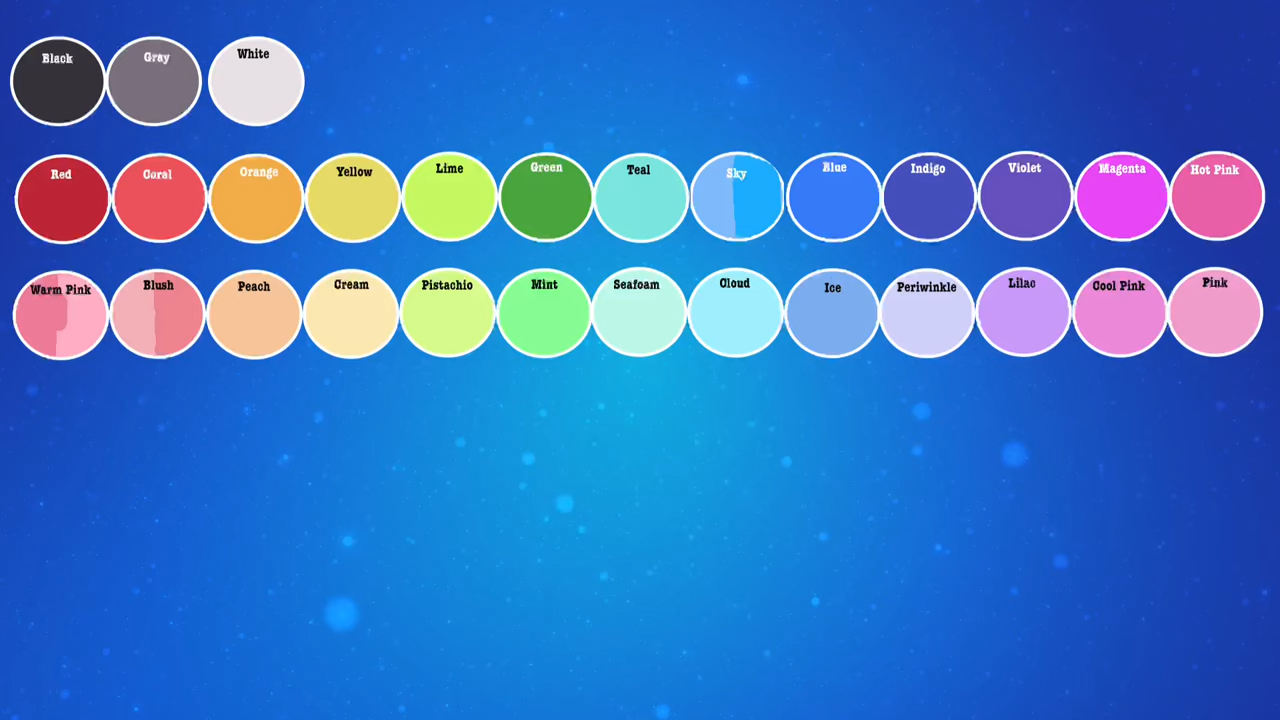 Black
Gray
White
Red
Coral
Orange
Yellow
Lime
Green
Teal
Sky
Blue
Indigo
Violet
Magenta
Hot Pink
Warm Pink
Blush
Peach
Cream
Pistachio
Mint
Seafoam
Cloud
Ice
Periwinkle
Lilac
Cool Pink
Pink